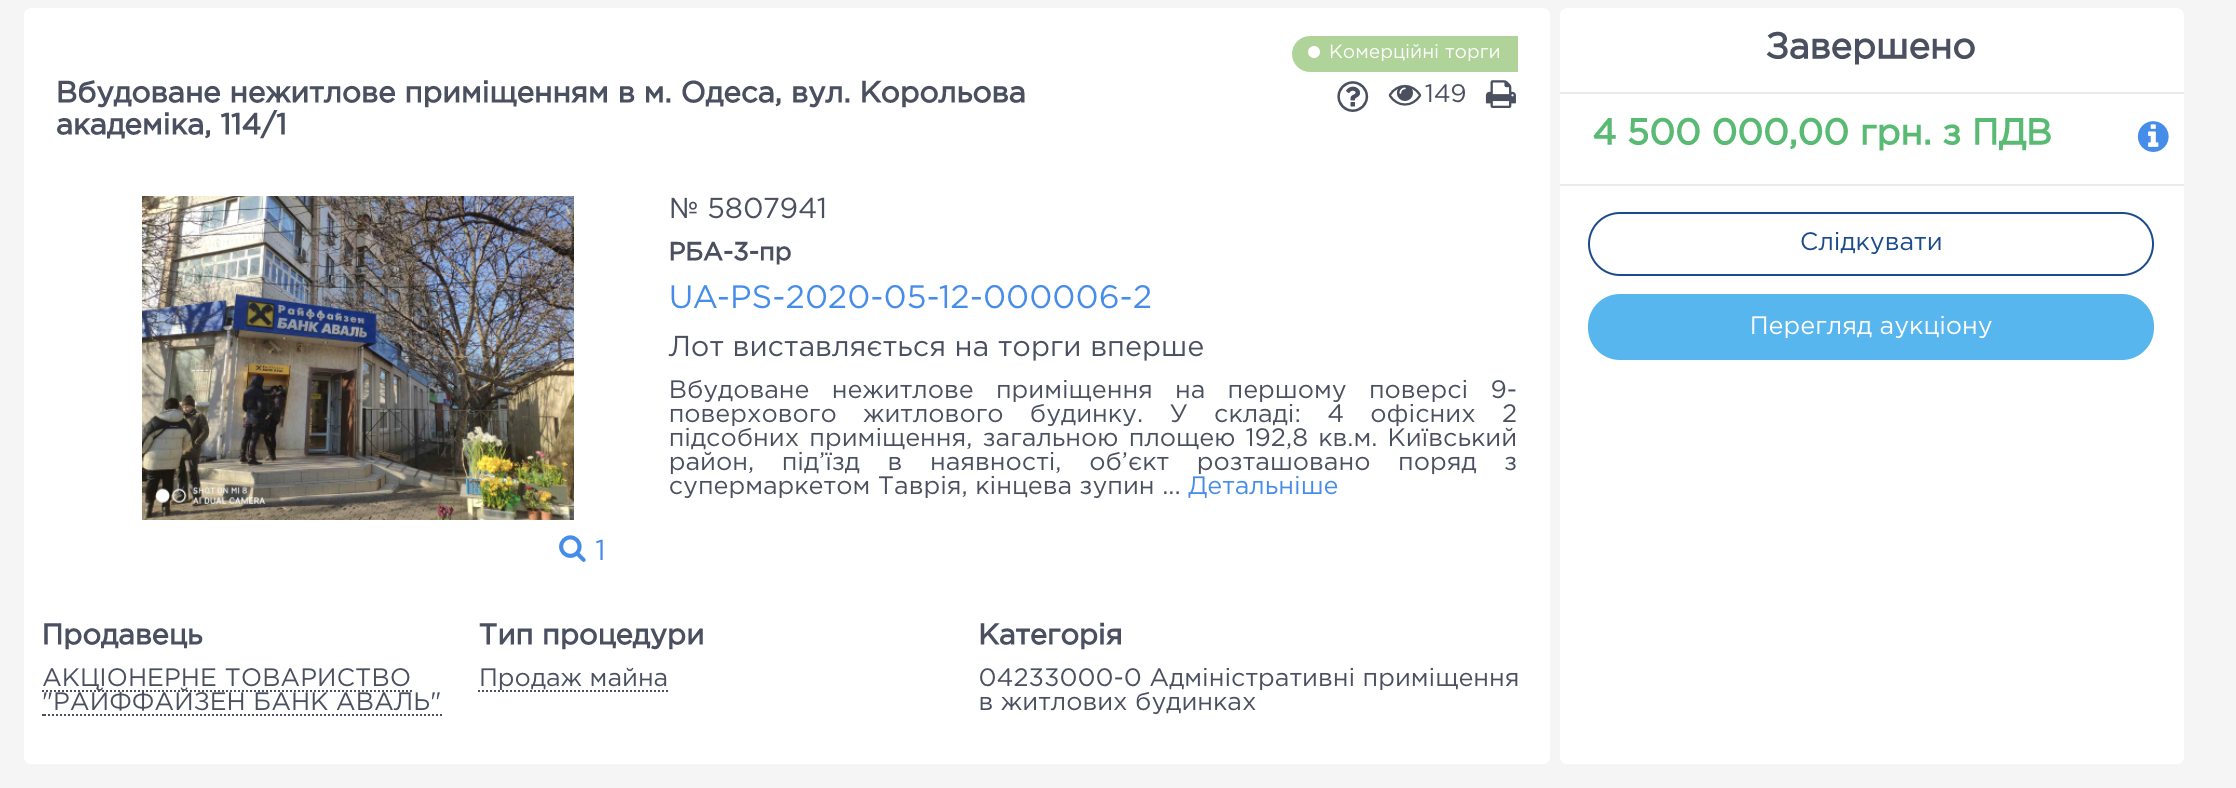 Комерційні торги
Вбудоване нежитлове приміщенням в м. Одеса, вул. Корольова
академіка, 114/1
149
Райффайзен
БАНК АВАЛЬ
SHOT ON MI 8
AI DUAL CAMERA
1
№ 5807941
РБА-3-пр
UA-PS-2020-05-12-000006-2
Лот виставляється на торги вперше
Вбудоване нежитлове приміщення на першому поверсі 9-
поверхового житлового будинку. У складі: 4 офісних 2
підсобних приміщення, загальною площею 192,8 кв.м. Київський
район, під’їзд в наявності, об’єкт розташовано поряд з
супермаркетом Таврія, кінцева зупин ... Детальніше
Продавець
АКЦІОНЕРНЕ ТОВАРИСТВО
"РАЙФФАЙЗЕН БАНК АВАЛЬ"
Тип процедури
Продаж майна
Категорія
04233000-0 Адміністративні приміщення
в житлових будинках
Завершено
4 500 000,00 грн. з ПДВ
Слідкувати
Перегляд аукціону